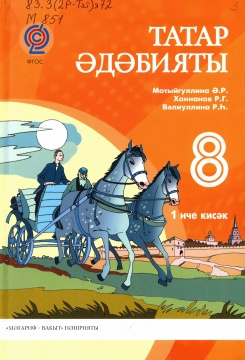 83.3(2Р-Тат)я72
М 851
ФГОС
ТАТАР
ӘДӘБИЯТЫ
Мотыйгуллина Ә.Р.
Ханнанов Р.Г.
Вәлиуллина Р.Һ.
8
1 нче кисәк
«МӘГАРИФ – ВАКЫТ» НӘШРИЯТЫ